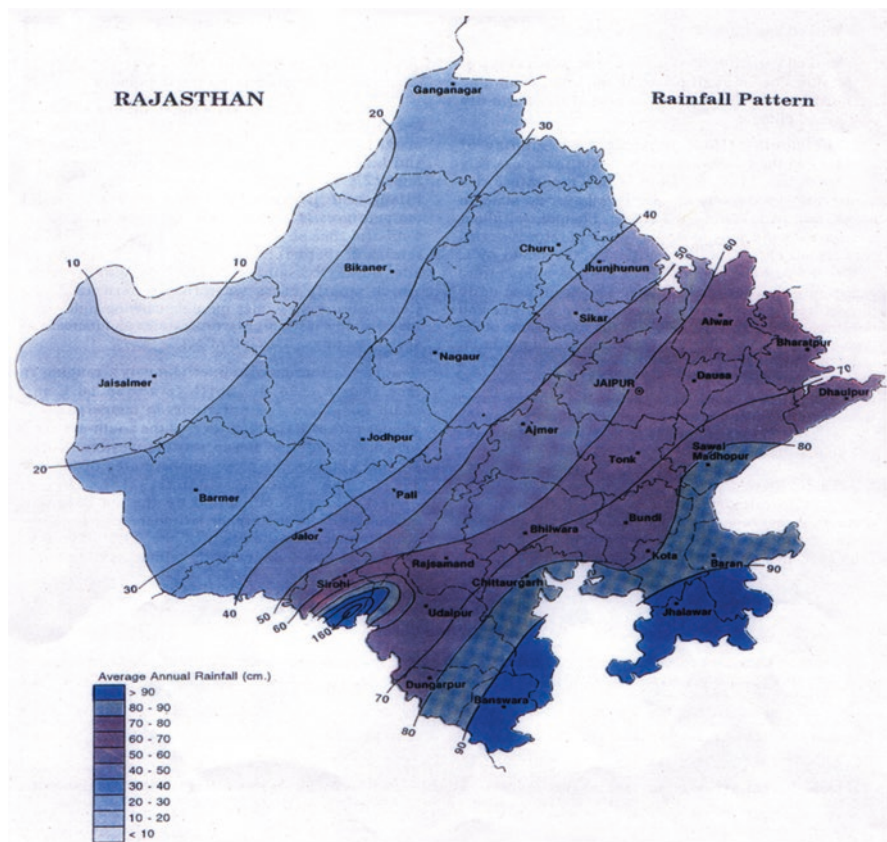 Ganganagar
RAJASTHAN
Rainfall Pattern
20
30
40
Churu
Jhunjhunun
50
60
10
10
Bikaner
Sikar
Alwar
Bharatpur
Nagaur
Jaisalmer
JAIPUR
Dausa
70
Dhaulpur
Jodhpur
Ajmer
Sawai
Madhopur
80
Tonk
20
Barmer
Pali
Bundi
Jalor
Bhilwara
Kota
Baran
Rajsamand
90
30
Sirohi
Chittaurgarh
40
50
60
160
Udaipur
Jhalawar
Dungarpur
70
Banswara
80
90
Average Annual Rainfall (cm.)
> 90
80 - 90
70 - 80
60 - 70
50 - 60
40 - 50
30 - 40
20 - 30
10 - 20
< 10